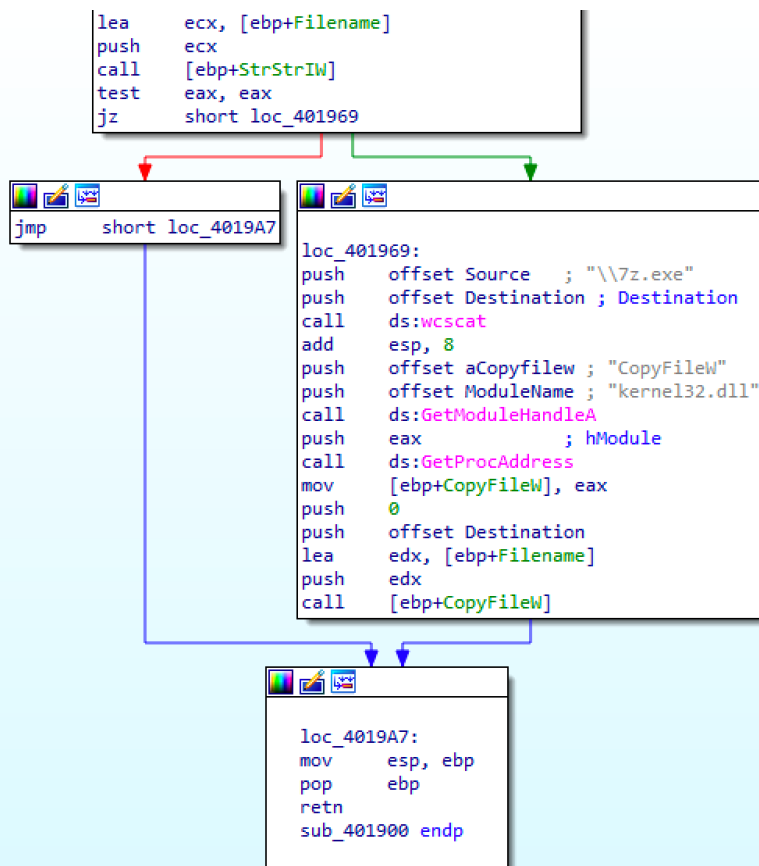 lea ecx, [ebp+Filename]
push ecx
call [ebp+StrStrIW]
test eax, eax
jz short loc_401969
jmp short loc_4019A7
loc_401969:
push offset Source ; "\\7z.exe"
push offset Destination ; Destination
call ds:wcscat
add esp, 8
push offset aCopyfilew ; "CopyFileW"
push offset ModuleName ; "kernel32.dll"
call ds:GetModuleHandleA
push eax ; hModule
call ds:GetProcAddress
mov [ebp+CopyFileW], eax
push 0
push offset Destination
lea edx, [ebp+Filename]
push edx
call [ebp+CopyFileW]
loc_4019A7:
mov esp, ebp
pop ebp
retn
sub_401900 endp